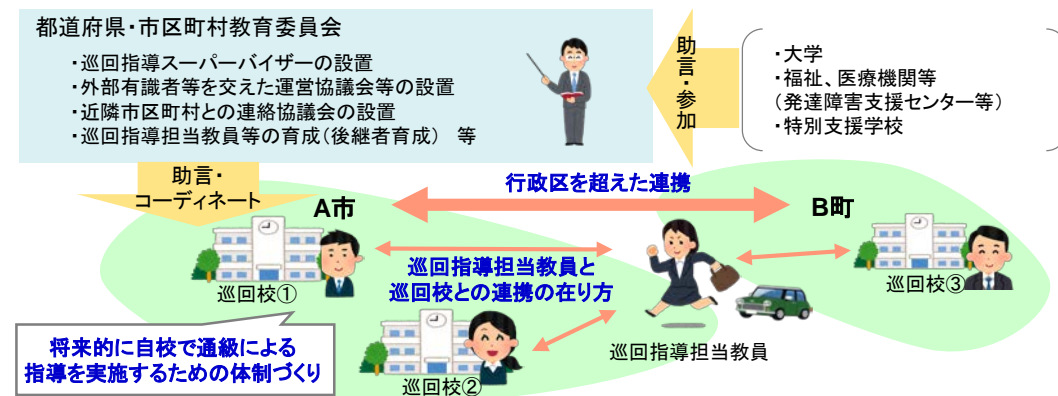 都道府県・市区町村教育委員会
・巡回指導スーパーバイザーの設置
・外部有識者等を交えた運営協議会等の設置
・近隣市区町村との連絡協議会の設置
・巡回指導担当教員等の育成(後継者育成)　等
助言・参加
・大学
・福祉、医療機関等
(発達障害支援センター等)
・特別支援学校
助言・
コーディネート
行政区を超えた連携
A市
B町
巡回校①
巡回指導担当教員と
巡回校との連携の在り方
巡回校③
将来的に自校で通級による
指導を実施するための体制づくり
巡回校②
巡回指導担当教員